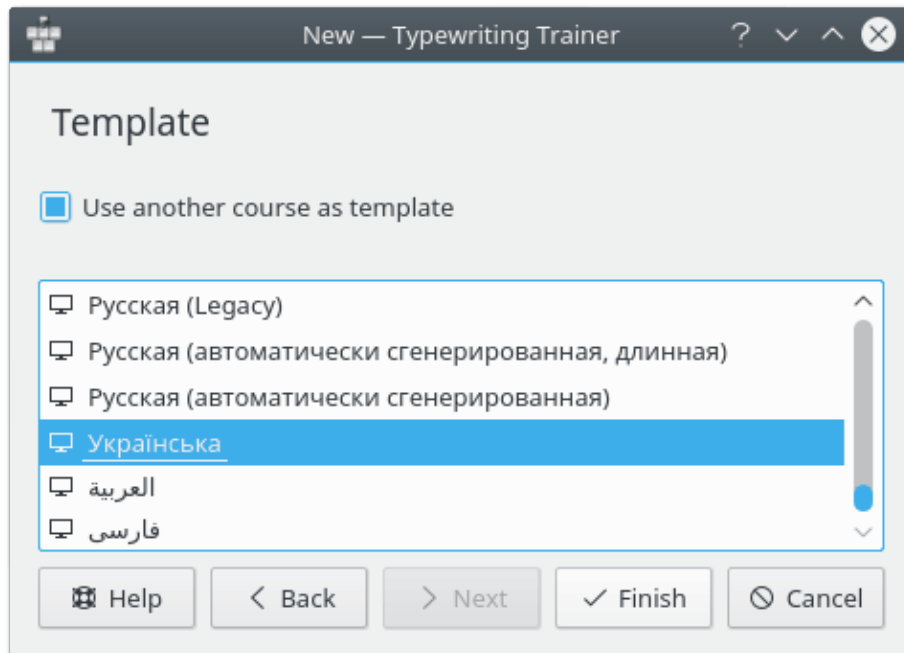 New — Typewriting Trainer
Template
Use another course as template
Русская (Legacy)
Русская (автоматически сгенерированная, длинная)
Русская (автоматически сгенерированная)
Українська
العربية
فارسی
Help Back Next Finish Cancel